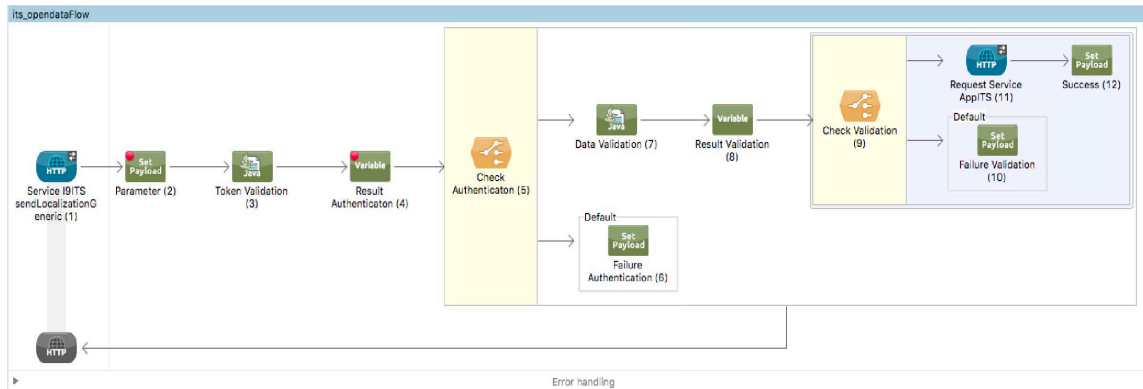 its_opendataFlow
HTTP
Service I9ITS
sendLocalizationG
eneric (1)
Set
Payload
Parameter (2)
Java
Token Validation
(3)
Variable
Result
Authenticaton (4)
Check
Authenticaton (5)
Java
Data Validation (7)
Variable
Result Validation
(8)
Default
Set
Payload
Failure
Authentication (6)
Check Validation
(9)
HTTP
Request Service
AppITS (11)
Set
Payload
Success (12)
Default
Set
Payload
Failure Validation
(10)
HTTP
Error handling